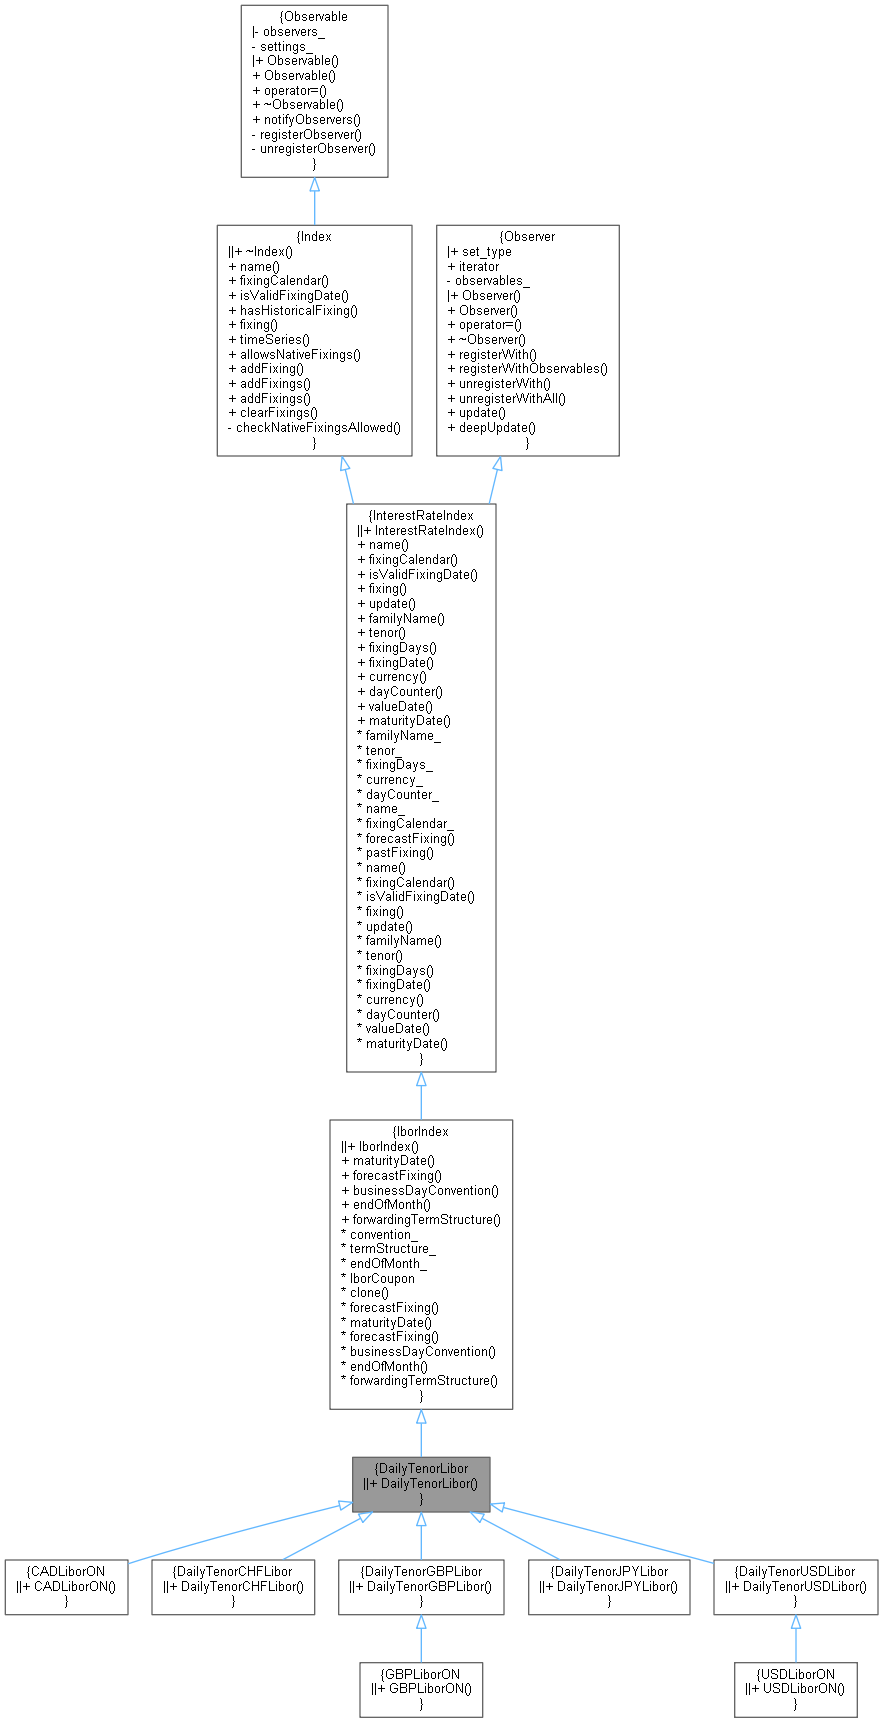 {Observable
|- observers_
- settings_
|+ Observable()
+ Observable()
+ operator=()
+ ~Observable()
+ notifyObservers()
- registerObserver()
- unregisterObserver()
}
{Index
||+ ~Index()
+ name()
+ fixingCalendar()
+ isValidFixingDate()
+ hasHistoricalFixing()
+ fixing()
+ timeSeries()
+ allowsNativeFixings()
+ addFixing()
+ addFixings()
+ addFixings()
+ clearFixings()
- checkNativeFixingsAllowed()
}
{Observer
|+ set_type
+ iterator
- observables_
|+ Observer()
+ Observer()
+ operator=()
+ ~Observer()
+ registerWith()
+ registerWithObservables()
+ unregisterWith()
+ unregisterWithAll()
+ update()
+ deepUpdate()
}
{InterestRateIndex
||+ InterestRateIndex()
+ name()
+ fixingCalendar()
+ isValidFixingDate()
+ fixing()
+ update()
+ familyName()
+ tenor()
+ fixingDays()
+ fixingDate()
+ currency()
+ dayCounter()
+ valueDate()
+ maturityDate()
* familyName_
* tenor_
* fixingDays_
* currency_
* dayCounter_
* name_
* fixingCalendar_
* forecastFixing()
* pastFixing()
* name()
* fixingCalendar()
* isValidFixingDate()
* fixing()
* update()
* familyName()
* tenor()
* fixingDays()
* fixingDate()
* currency()
* dayCounter()
* valueDate()
* maturityDate()
}
{IborIndex
||+ IborIndex()
+ maturityDate()
+ forecastFixing()
+ businessDayConvention()
+ endOfMonth()
+ forwardingTermStructure()
* convention_
* termStructure_
* endOfMonth_
* IborCoupon
* clone()
* forecastFixing()
* maturityDate()
* forecastFixing()
* businessDayConvention()
* endOfMonth()
* forwardingTermStructure()
}
{DailyTenorLibor
||+ DailyTenorLibor()
}
{CADLiborON
||+ CADLiborON()
}
{DailyTenorCHFLibor
||+ DailyTenorCHFLibor()
}
{DailyTenorGBPLibor
||+ DailyTenorGBPLibor()
}
{DailyTenorJPYLibor
||+ DailyTenorJPYLibor()
}
{DailyTenorUSDLibor
||+ DailyTenorUSDLibor()
}
{GBPLiborON
||+ GBPLiborON()
}
{USDLiborON
||+ USDLiborON()
}